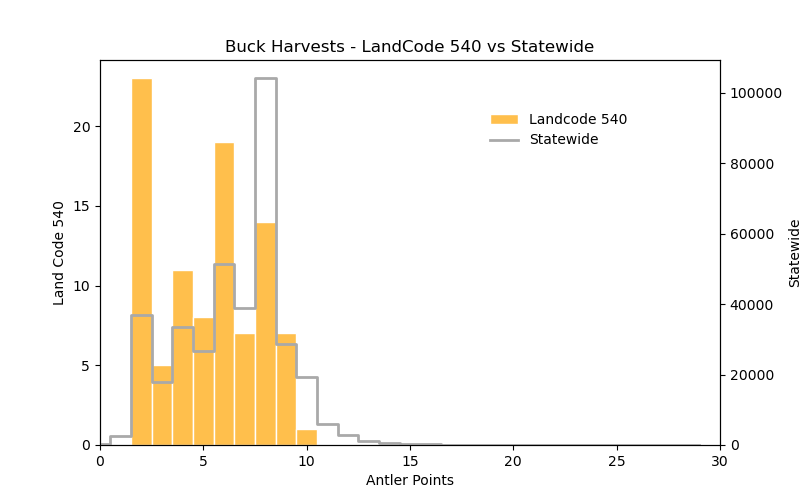 Buck Harvests - LandCode 540 vs Statewide
Landcode 540
Statewide
Land Code 540
20
15
10
5
0
100000
80000
60000
40000
20000
0
Statewide
0 5 10 15 20 25 30
Antler Points